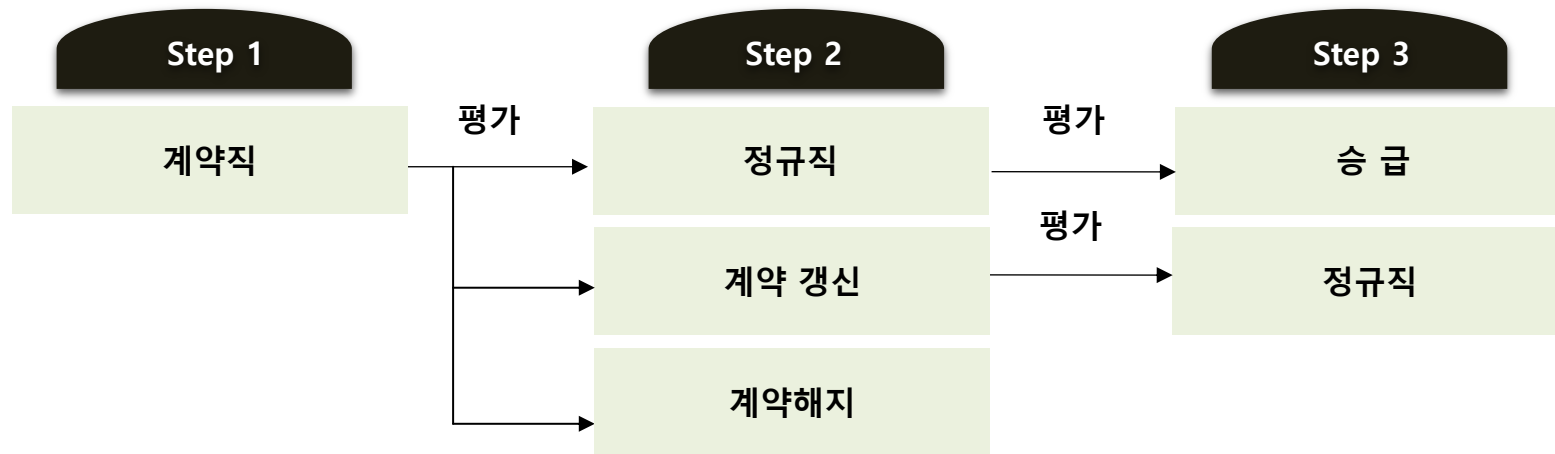 Step 1
Step 2
Step 3
계약직
평가
정규직
평가
승 급
계약 갱신
평가
정규직
계약해지